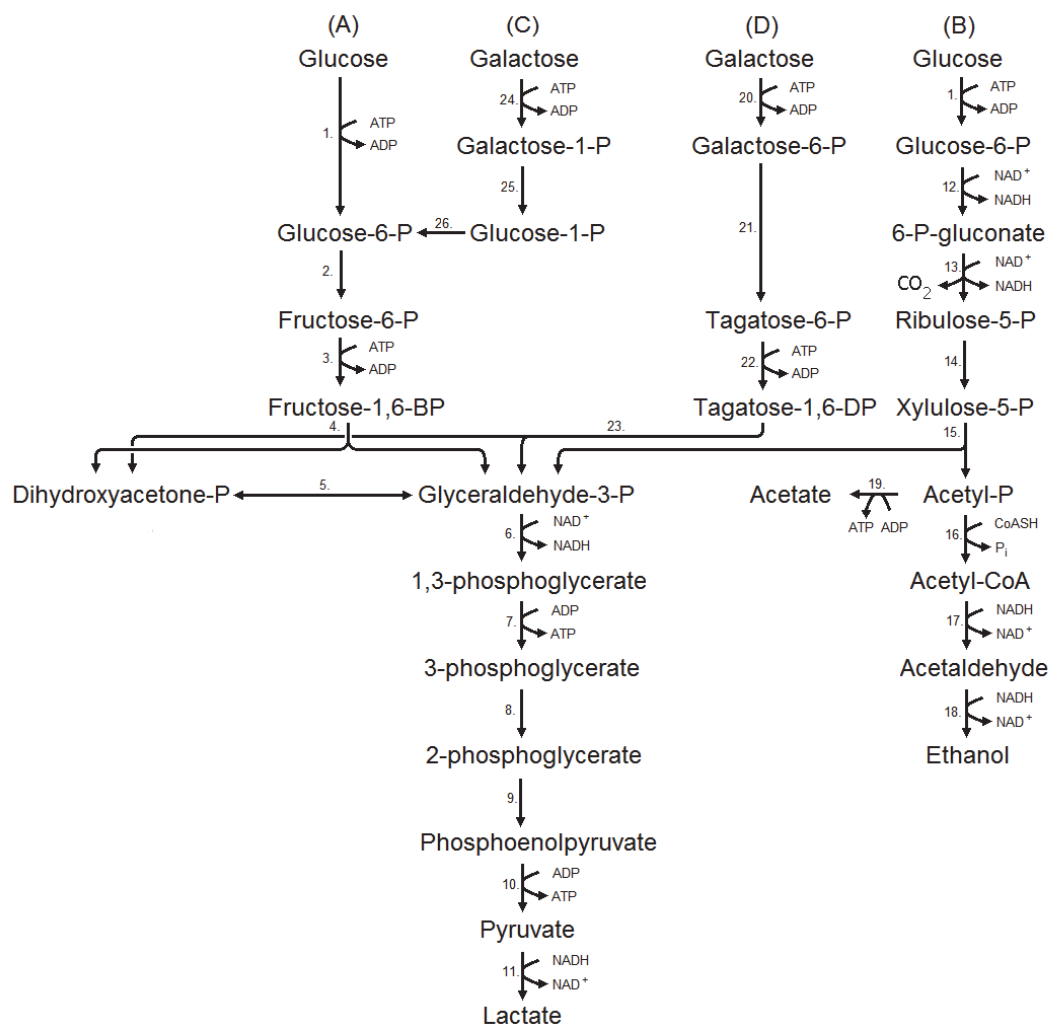 (A) (C) (D) (B)
Glucose Galactose Galactose Glucose
24. ATP 20. ATP 1. ATP
ADP ADP ADP
1. ATP
ADP
Galactose-1-P Galactose-6-P Glucose-6-P
25. 12. NAD+
NADH
Glucose-6-P 26. Glucose-1-P 21. 6-P-gluconate
2. 13. NAD+
CO2 NADH
Fructose-6-P Tagatose-6-P Ribulose-5-P
3. ATP 22. ATP 14.
ADP ADP
Fructose-1,6-BP Tagatose-1,6-DP Xylulose-5-P
4. 23. 15.
Dihydroxyacetone-P 5. Glyceraldehyde-3-P Acetate 19. Acetyl-P
ATP ADP
6. NAD+ 16. CoASH
NADH Pi
1,3-phosphoglycerate Acetyl-CoA
7. ADP 17. NADH
ATP NAD+
3-phosphoglycerate Acetaldehyde
8. 18. NADH
NAD+
2-phosphoglycerate Ethanol
9.
Phosphoenolpyruvate
10. ADP
ATP
Pyruvate
11. NADH
NAD+
Lactate